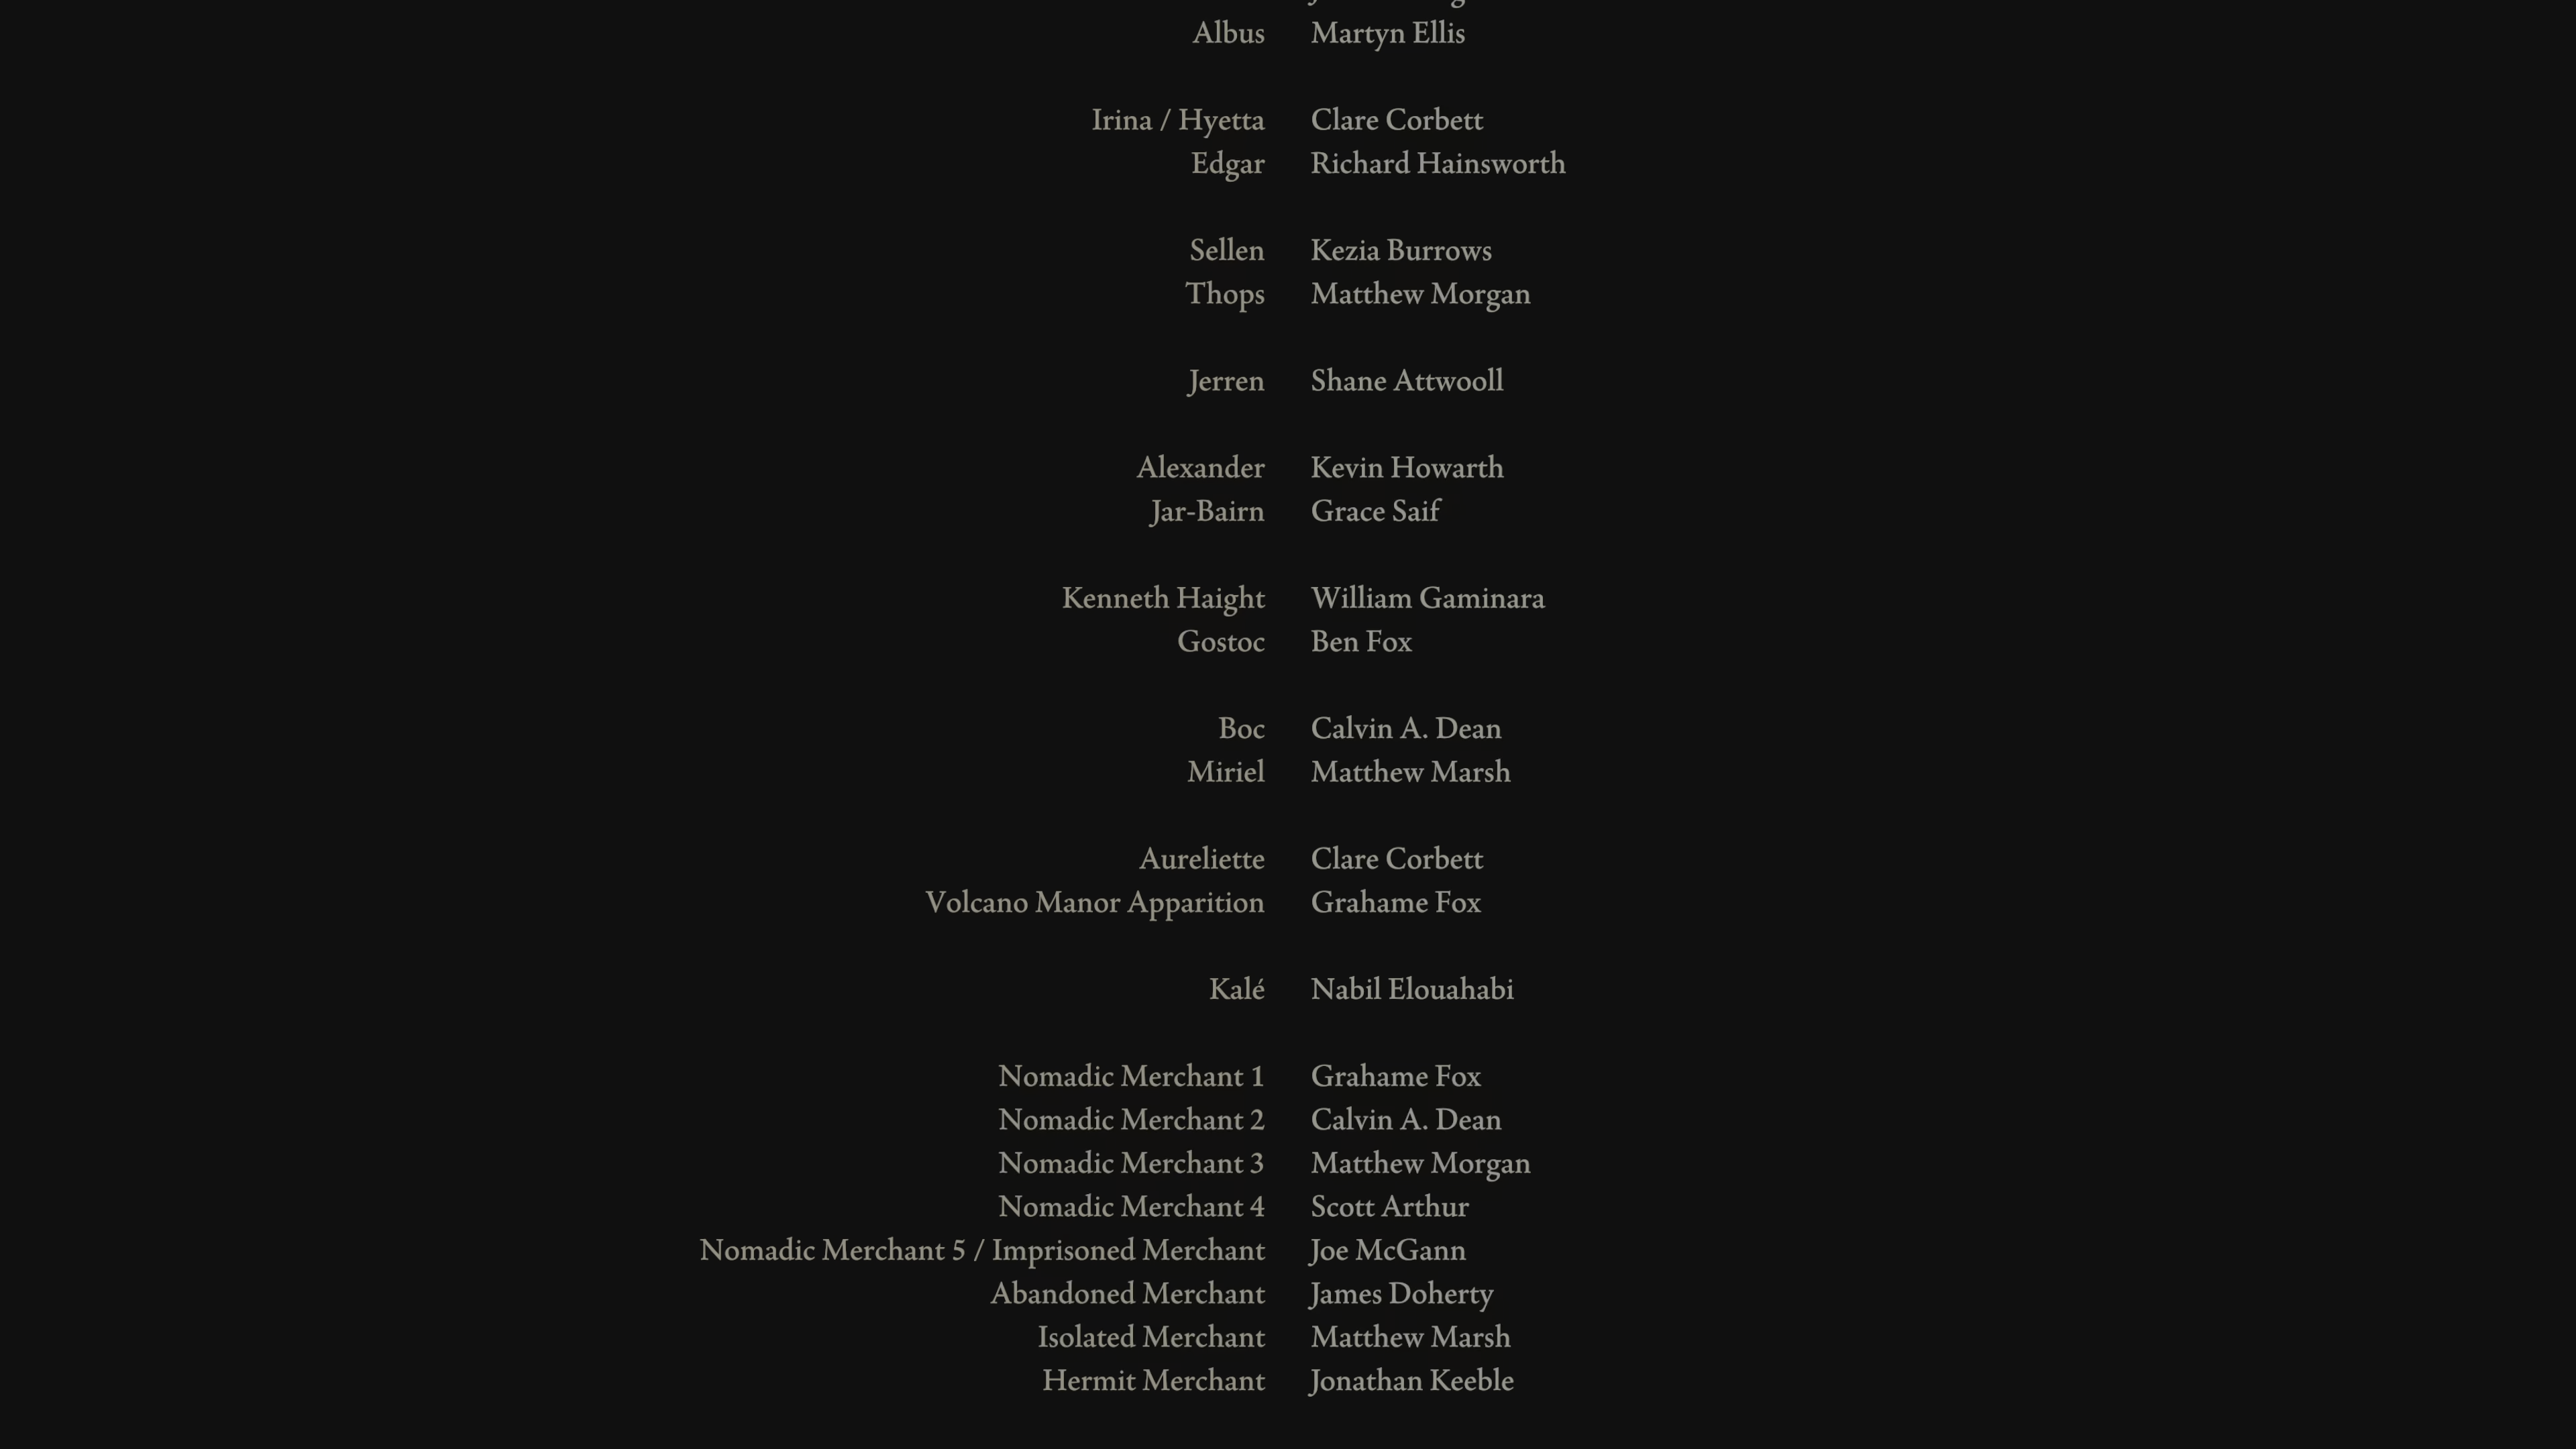 Albus Martyn Ellis
Irina / Hyetta Clare Corbett
Edgar Richard Hainsworth
Sellen Kezia Burrows
Thops Matthew Morgan
Jerren Shane Attwooll
Alexander Kevin Howarth
Jar-Bairn Grace Saif
Kenneth Haight William Gaminara
Gostoc Ben Fox
Boc Calvin A. Dean
Miriel Matthew Marsh
Aureliette Clare Corbett
Volcano Manor Apparition Grahame Fox
Kalé Nabil Elouahabi
Nomadic Merchant 1 Grahame Fox
Nomadic Merchant 2 Calvin A. Dean
Nomadic Merchant 3 Matthew Morgan
Nomadic Merchant 4 Scott Arthur
Nomadic Merchant 5 / Imprisoned Merchant Joe McGann
Abandoned Merchant James Doherty
Isolated Merchant Matthew Marsh
Hermit Merchant Jonathan Keeble